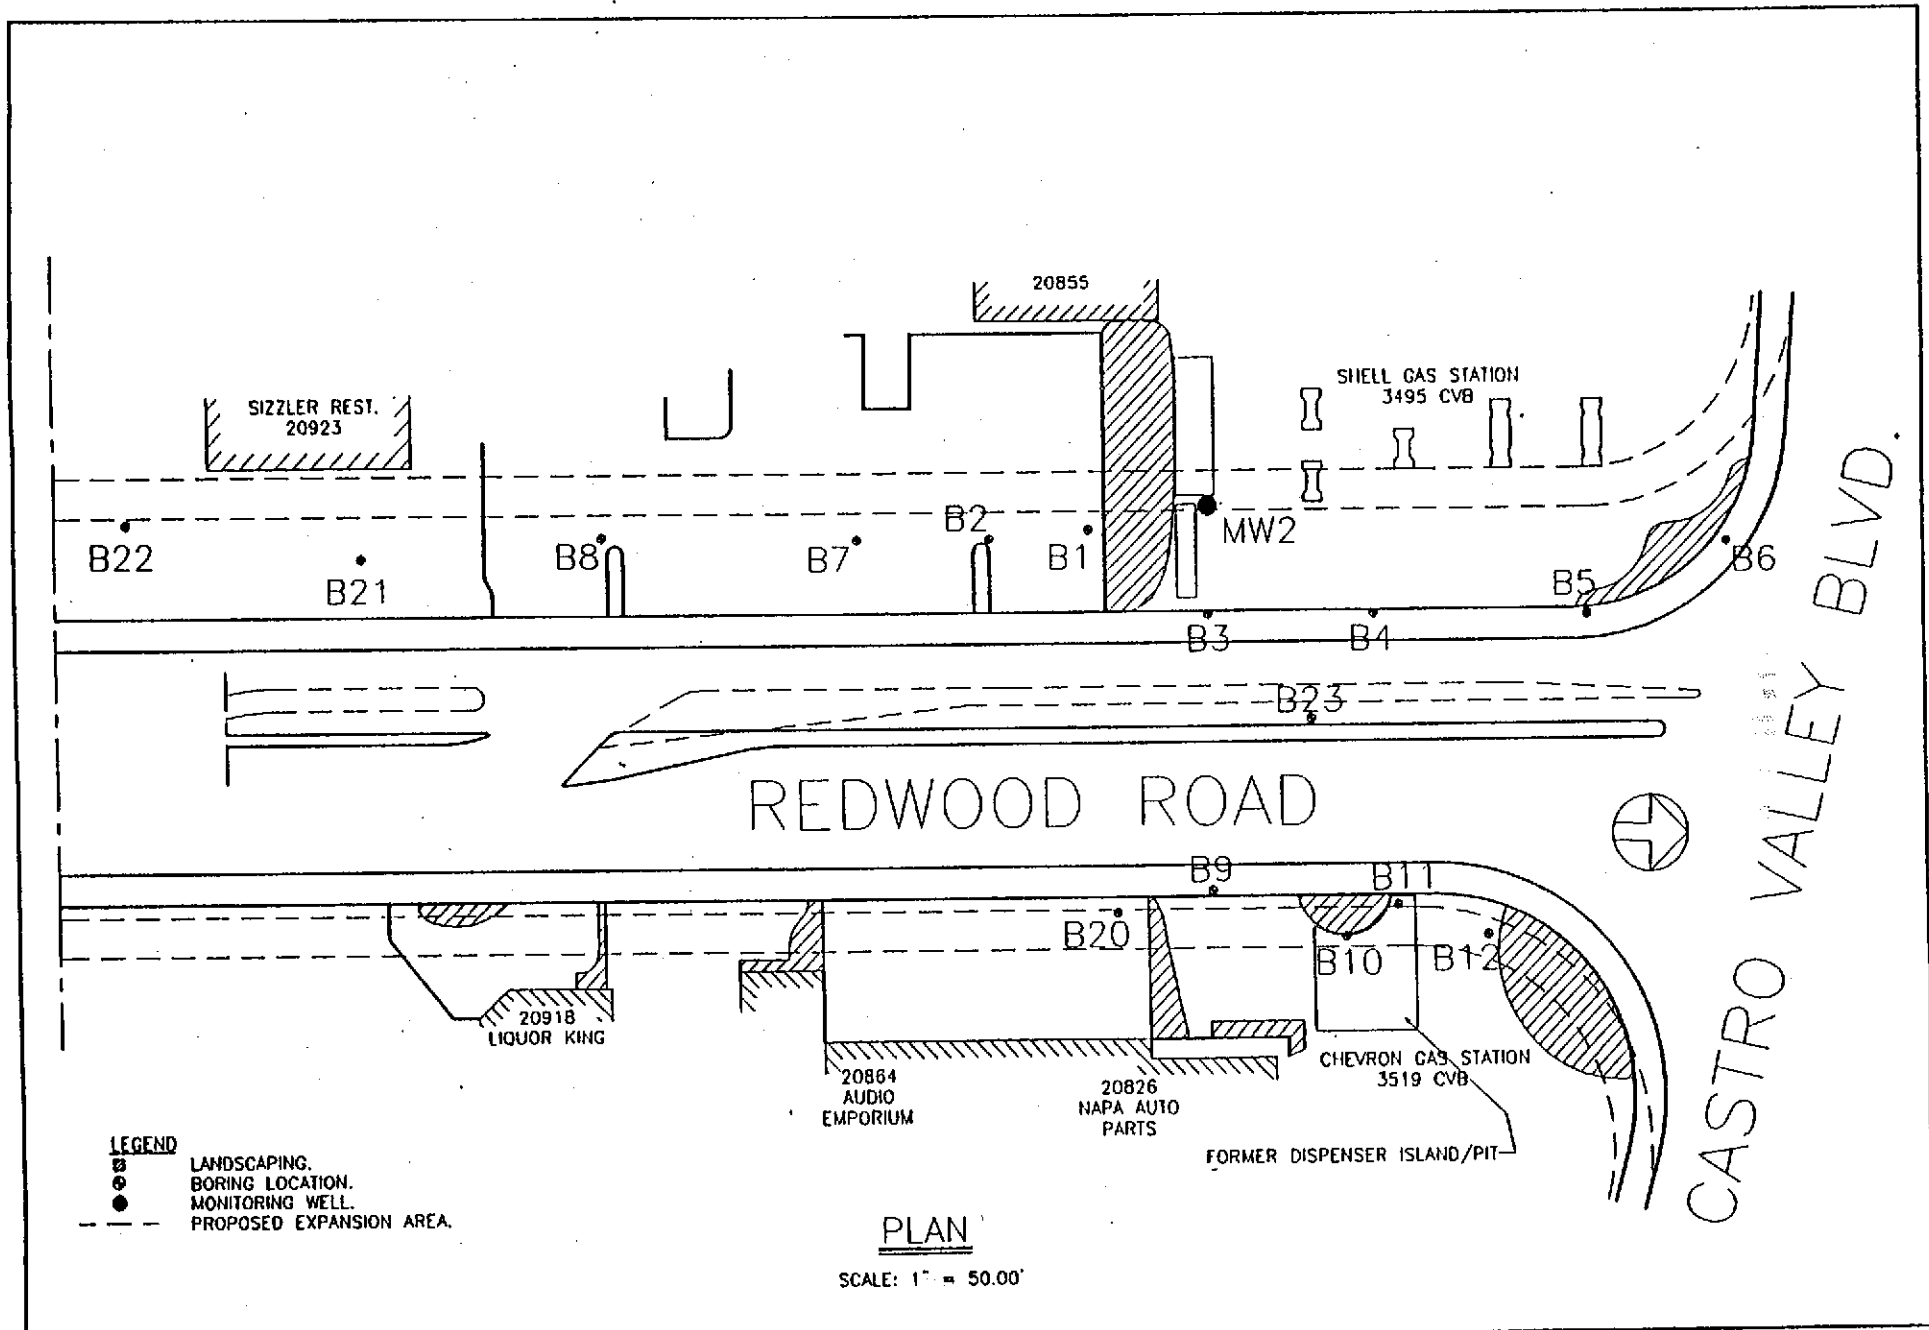 20855
SHELL GAS STATION
3495 CVB
SIZZLER REST.
20923
B22
B21
B8
B7
B2
B1
MW2
B5
B6
B3
B4
B23
REDWOOD ROAD
CASTRO VALLEY BLVD.
B9
B11
B20
B10
B12
20918
LIQUOR KING
20864
AUDIO
EMPORIUM
20826
NAPA AUTO
PARTS
CHEVRON GAS STATION
3519 CVB
FORMER DISPENSER ISLAND/PIT
LEGEND
LANDSCAPING.
BORING LOCATION.
MONITORING WELL.
PROPOSED EXPANSION AREA.
PLAN
SCALE: 1" = 50.00'